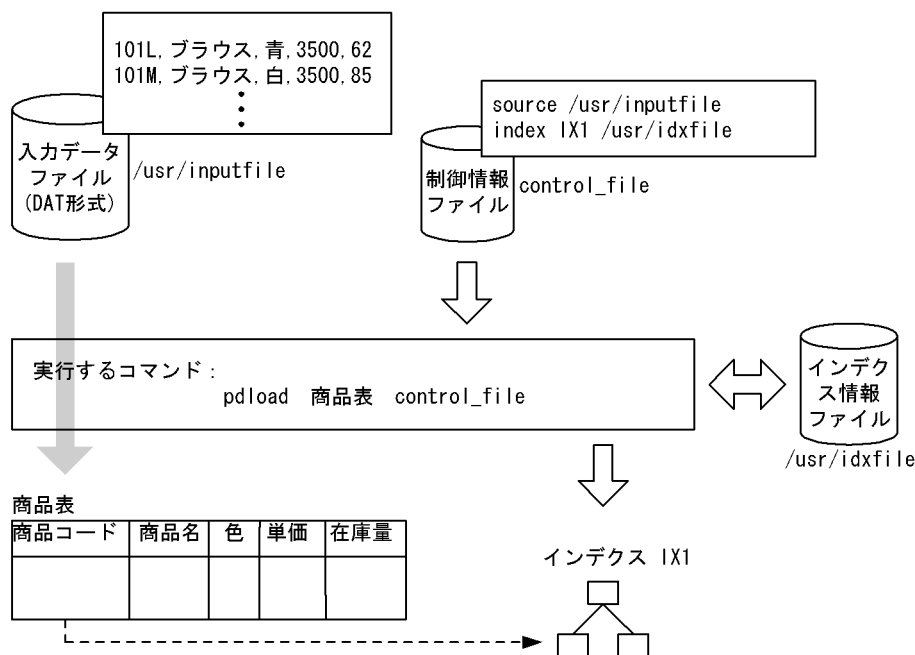 101L,ブラウス,青,3500,62
101M,ブラウス,白,3500,85
入力データ
ファイル
(DAT形式)
/usr/inputfile
source /usr/inputfile
index IX1 /usr/idxfile
制御情報
ファイル
control_file
実行するコマンド:
pdload 商品表 control_file
インデク
ス情報
ファイル
/usr/idxfile
商品表
商品コード 商品名 色 単価 在庫量
インデクス IX1